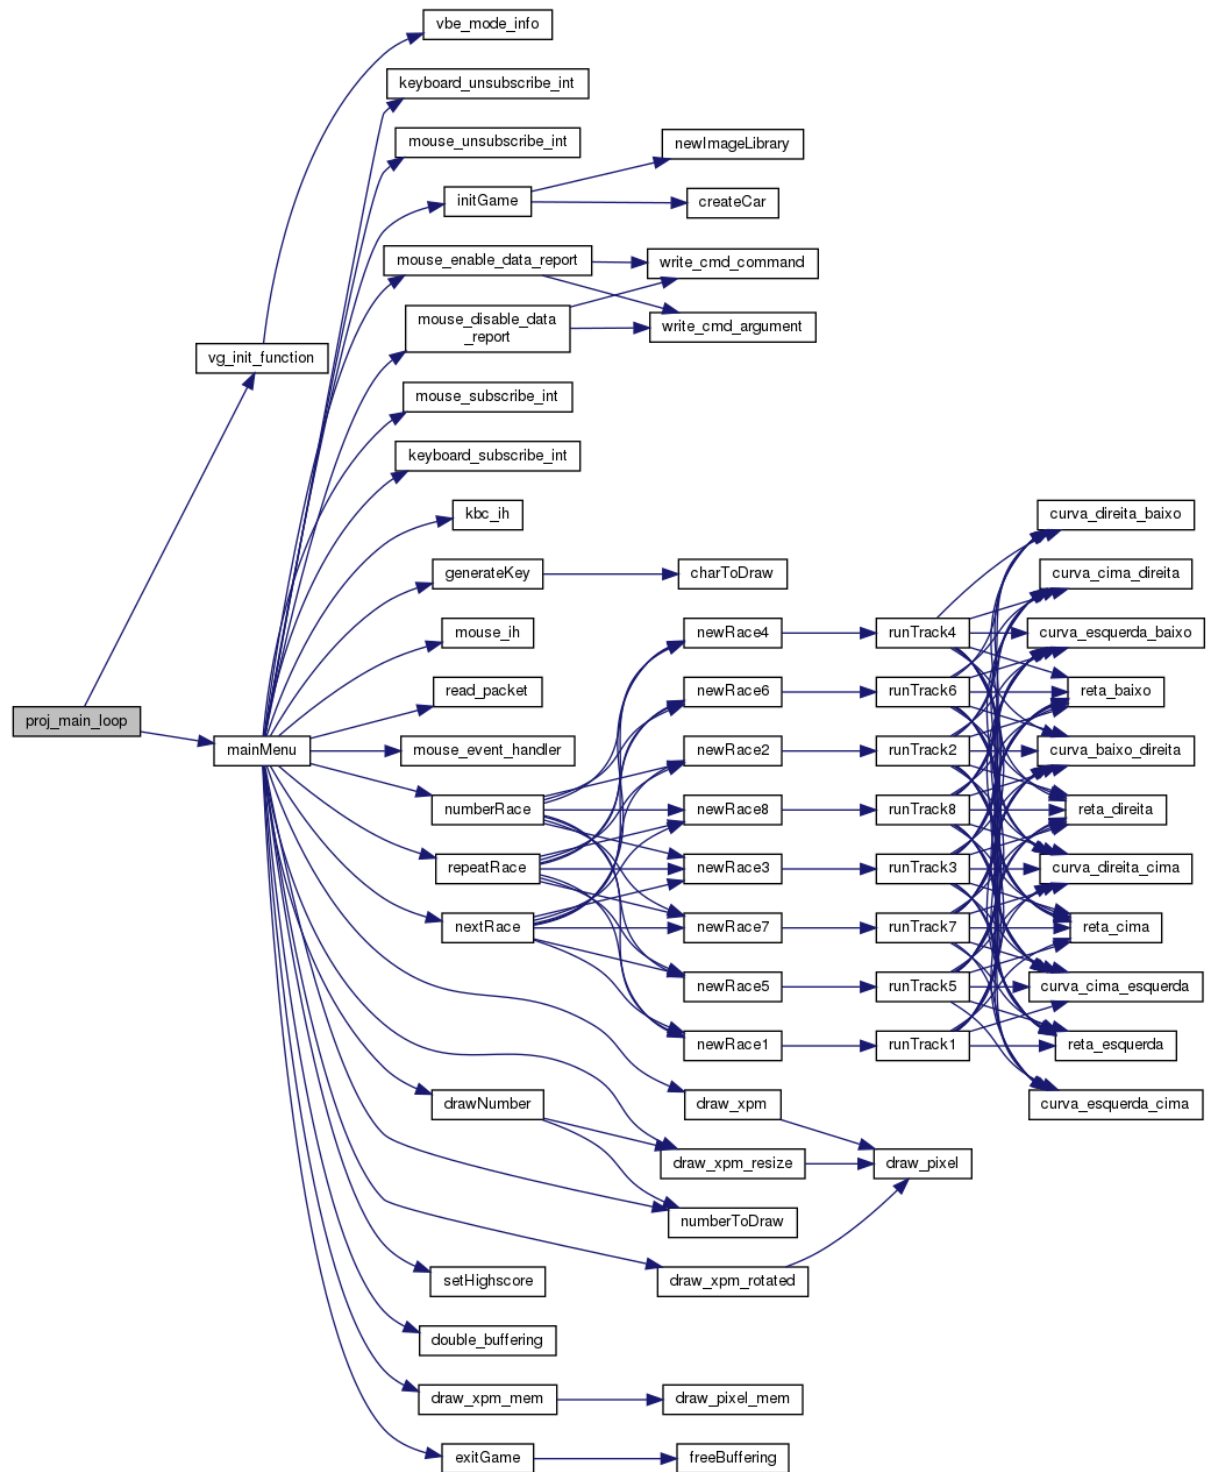 vbe_mode_info
keyboard_unsubscribe_int
mouse_unsubscribe_int
newImageLibrary
initGame
createCar
mouse_enable_data_report
write_cmd_command
mouse_disable_data
_report
write_cmd_argument
vg_init_function
mouse_subscribe_int
keyboard_subscribe_int
kbc_ih
curva_direita_baixo
generateKey
charToDraw
curva_cima_direita
mouse_ih
newRace4
runTrack4
curva_esquerda_baixo
read_packet
newRace6
runTrack6
reta_baixo
proj_main_loop
mainMenu
mouse_event_handler
newRace2
runTrack2
curva_baixo_direita
numberRace
newRace8
runTrack8
reta_direita
repeatRace
newRace3
runTrack3
curva_direita_cima
nextRace
newRace7
runTrack7
reta_cima
newRace5
runTrack5
curva_cima_esquerda
newRace1
runTrack1
reta_esquerda
drawNumber
draw_xpm
curva_esquerda_cima
draw_xpm_resize
draw_pixel
numberToDraw
setHighscore
draw_xpm_rotated
double_buffering
draw_xpm_mem
draw_pixel_mem
exitGame
freeBuffering